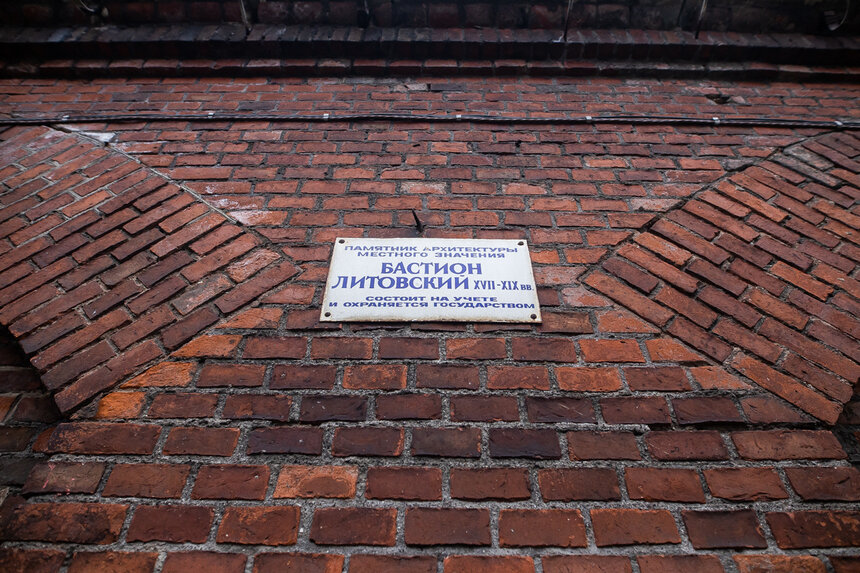 ПАМЯТНИК АРХИТЕКТУРЫ
МЕСТНОГО ЗНАЧЕНИЯ
БАСТИОН
ЛИТОВСКИЙ XVII-XIX ВВ.
СОСТОИТ НА УЧЕТЕ
И ОХРАНЯЕТСЯ ГОСУДАРСТВОМ